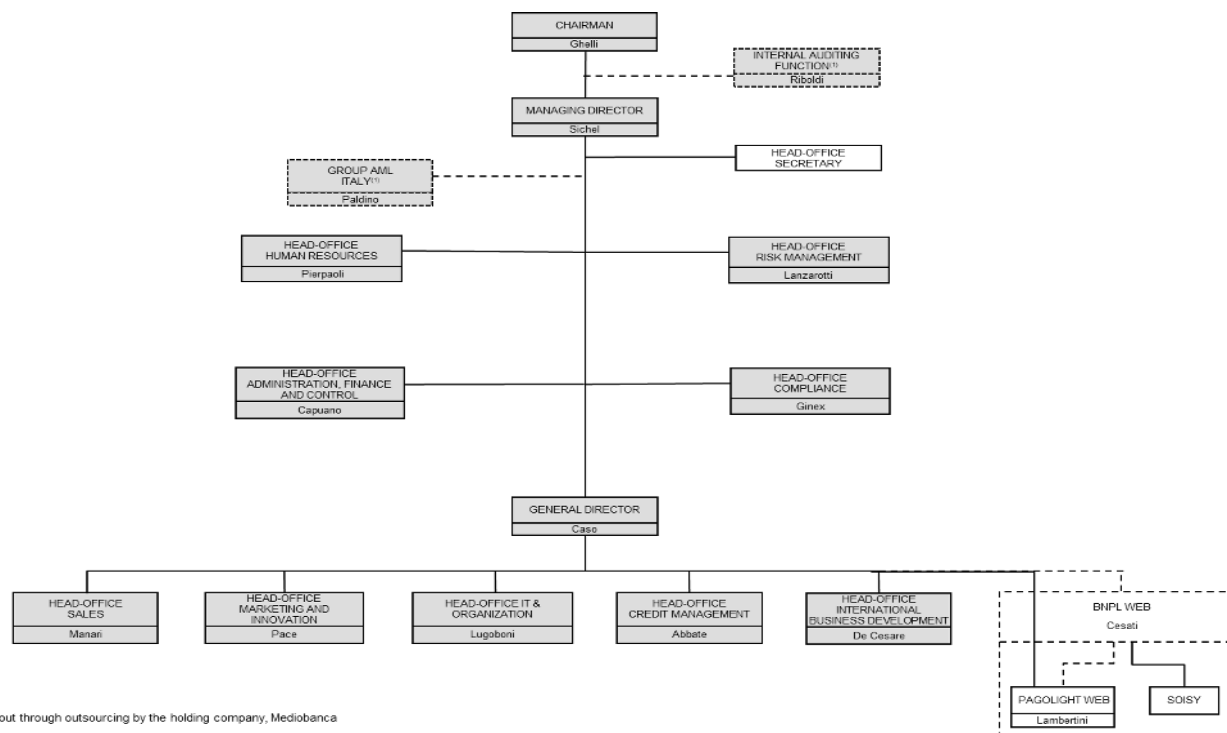 CHAIRMAN
Ghelli
INTERNAL AUDITING
FUNCTION(1)
Riboldi
MANAGING DIRECTOR
Sichel
HEAD-OFFICE
SECRETARY
GROUP AML
ITALY(1)
Paldino
HEAD-OFFICE
HUMAN RESOURCES
Pierpaoli
HEAD-OFFICE
RISK MANAGEMENT
Lanzarotti
HEAD-OFFICE
ADMINISTRATION, FINANCE
AND CONTROL
Capuano
HEAD-OFFICE
COMPLIANCE
Ginex
GENERAL DIRECTOR
Caso
HEAD-OFFICE
SALES
Manari
HEAD-OFFICE
MARKETING AND
INNOVATION
Pace
HEAD-OFFICE IT &
ORGANIZATION
Lugoboni
HEAD-OFFICE
CREDIT MANAGEMENT
Abbate
HEAD-OFFICE
INTERNATIONAL
BUSINESS DEVELOPMENT
De Cesare
BNPL WEB
Cesati
PAGOLIGHT WEB
Lambertini
SOISY
out through outsourcing by the holding company, Mediobanca